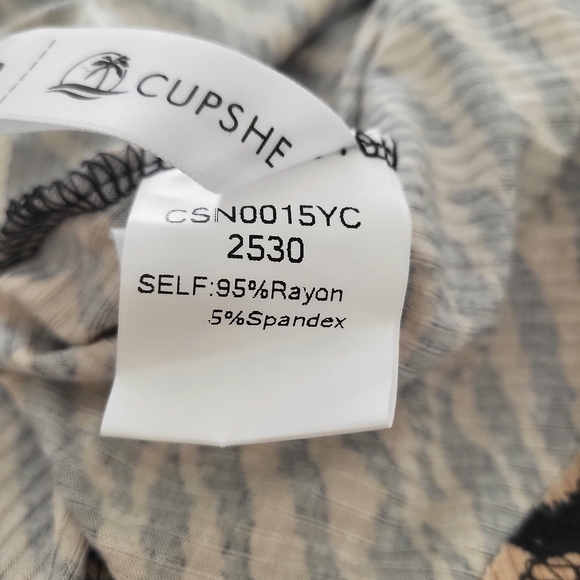 CUPSHE
CSN0015YC
2530
SELF:95%Rayon
5%Spandex